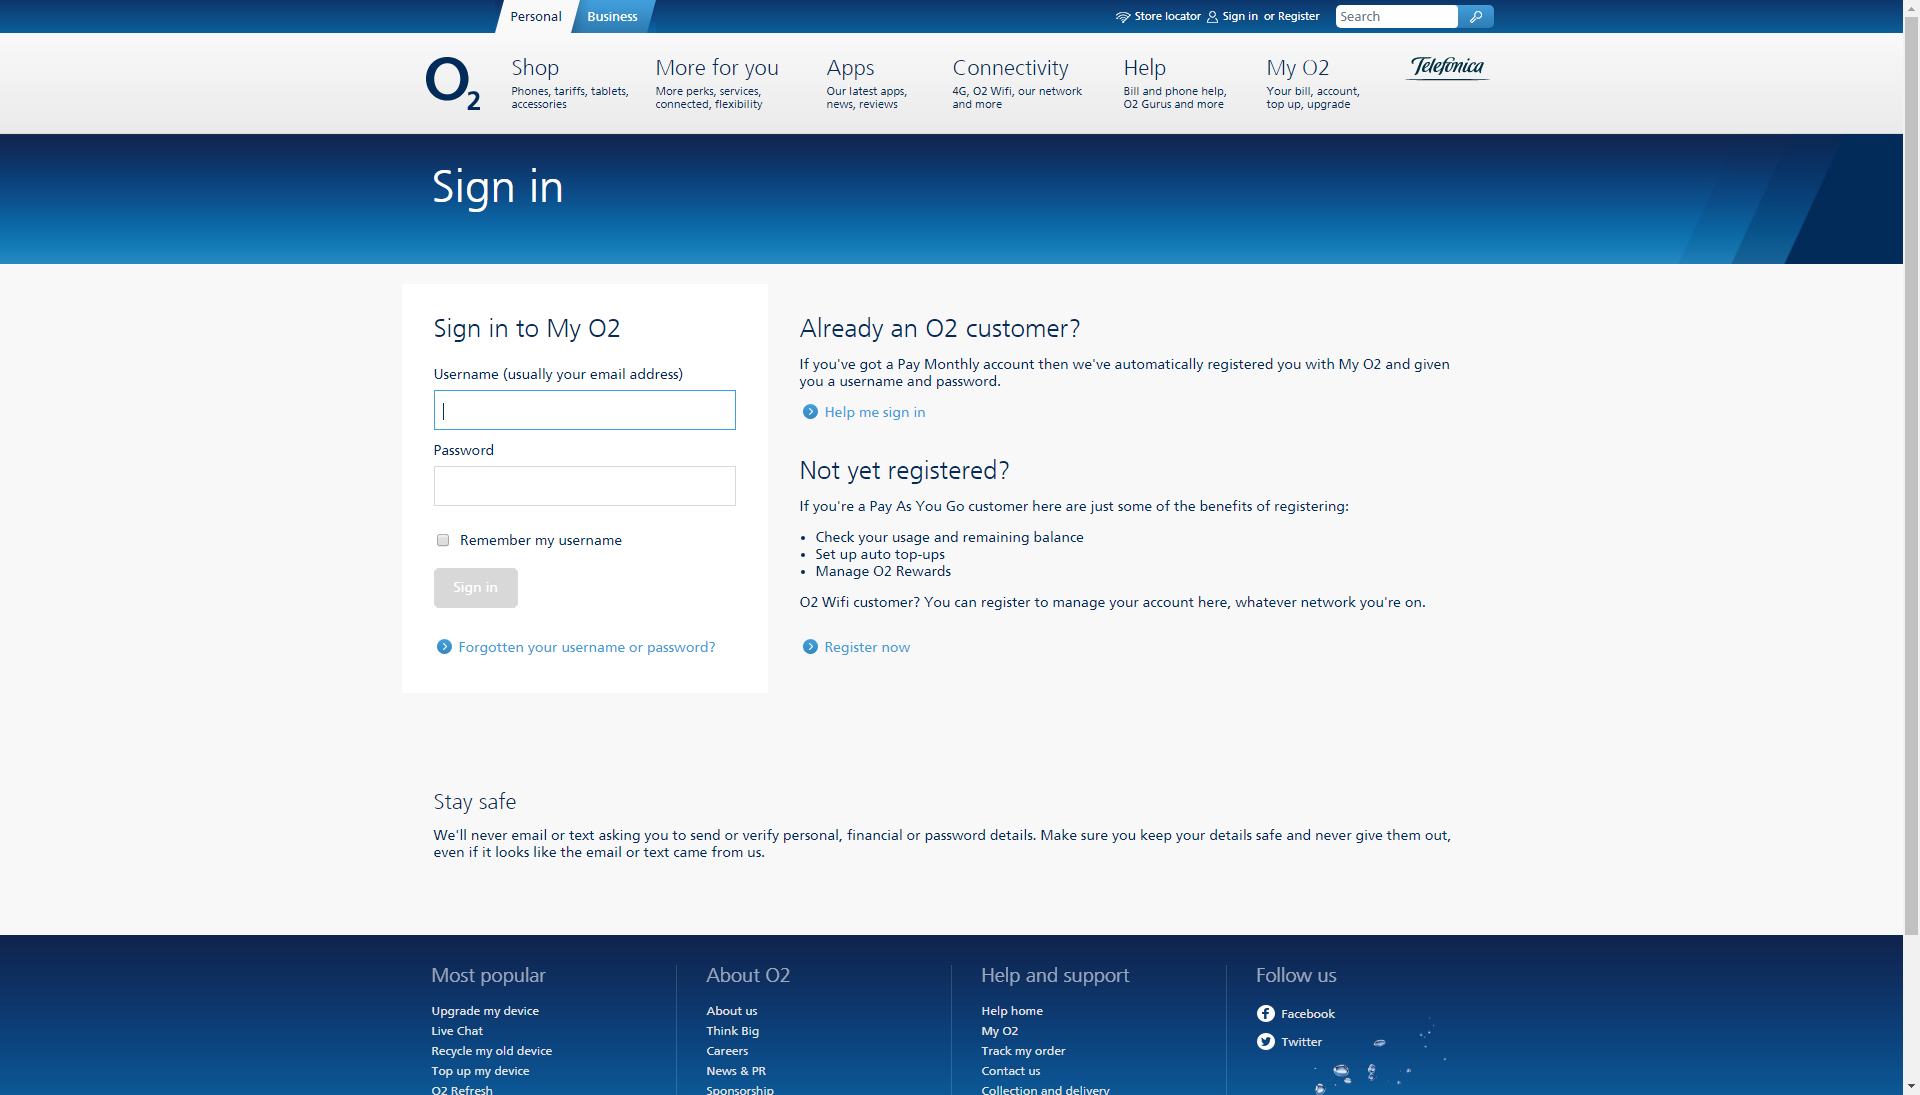 Personal
Business
Store locator
Sign in or Register
Search
O2
Shop
Phones, tariffs, tablets,
accessories
More for you
More perks, services,
connected, flexibility
Apps
Our latest apps,
news, reviews
Connectivity
4G, O2 Wifi, our network
and more
Help
Bill and phone help,
O2 Gurus and more
My O2
Your bill, account,
top up, upgrade
Telefónica
Sign in
Sign in to My O2
Username (usually your email address)
Password
Remember my username
Sign in
Forgotten your username or password?
Already an O2 customer?
If you've got a Pay Monthly account then we've automatically registered you with My O2 and given
you a username and password.
Help me sign in
Not yet registered?
If you're a Pay As You Go customer here are just some of the benefits of registering:
• Check your usage and remaining balance
• Set up auto top-ups
• Manage O2 Rewards
O2 Wifi customer? You can register to manage your account here, whatever network you're on.
Register now
Stay safe
We'll never email or text asking you to send or verify personal, financial or password details. Make sure you keep your details safe and never give them out,
even if it looks like the email or text came from us.
Most popular
Upgrade my device
Live Chat
Recycle my old device
Top up my device
O2 Refresh
About O2
About us
Think Big
Careers
News & PR
Sponsorship
Help and support
Help home
My O2
Track my order
Contact us
Collection and delivery
Follow us
Facebook
Twitter